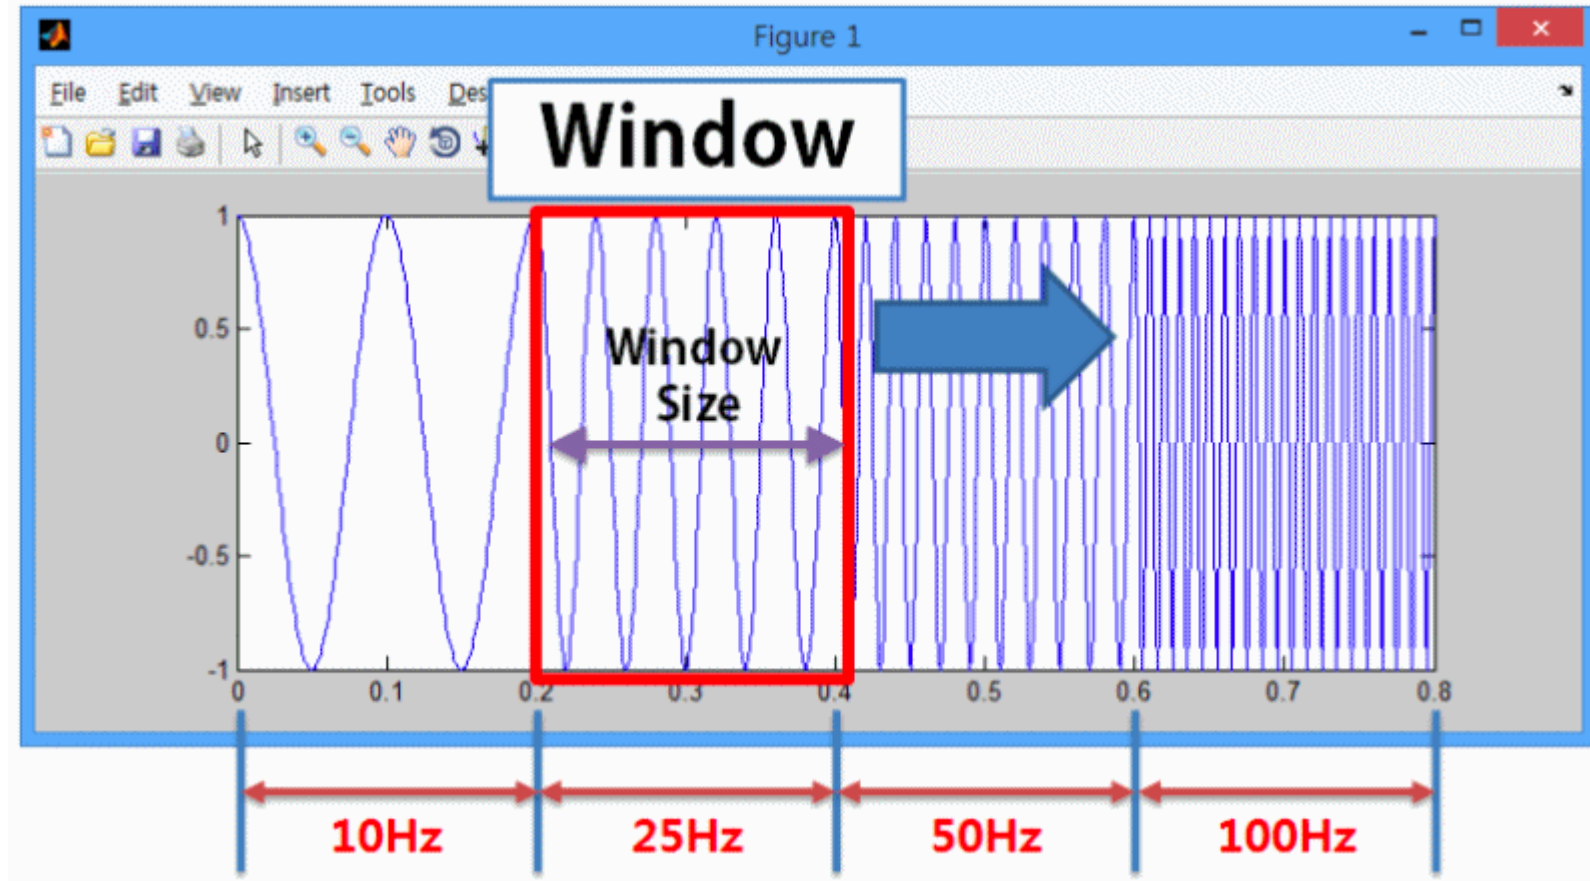 Figure 1
File Edit View Insert Tools Des
Window
1
0.5
0
-0.5
-1
Window
Size
0 0.1 0.2 0.3 0.4 0.5 0.6 0.7 0.8
10Hz 25Hz 50Hz 100Hz